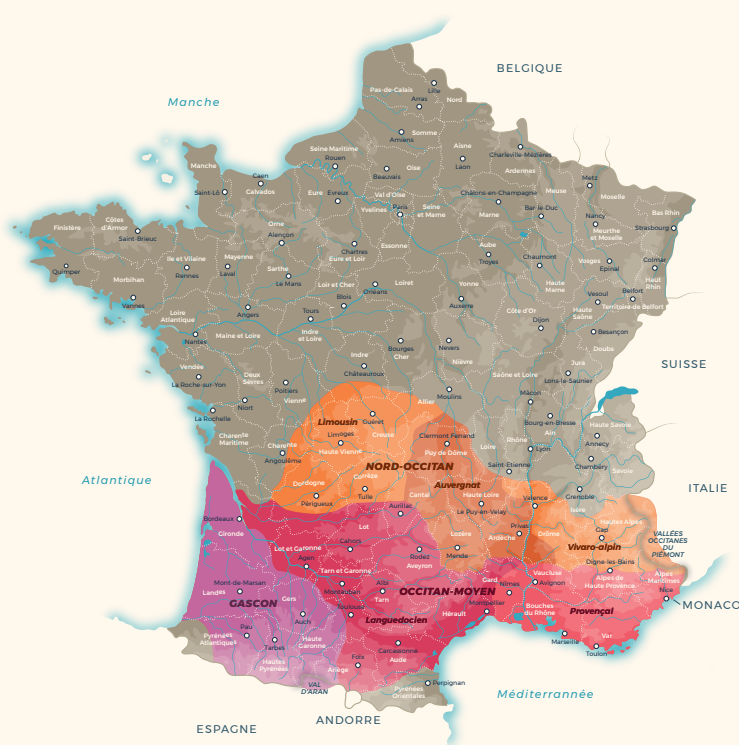 BELGIQUE
Manche
Lille
Pas-de-Calais
Arras
Nord
Somme
Amiens
Aisne
Charleville-Mézières
Seine Maritime
Rouen
Laon
Manche
Oise
Ardennes
Beauvais
Metz
Caen
Saint-Lô
Calvedos
Eure
Evreux
Val d'Oise
Châlons-en-Champagne
Meuse
Moselle
Paris
Yvelines
Seine
et Marne
Marne
Bar-le-Duc
Nancy
Bas Rhin
Côtes
d'Armor
Finistères
Saint-Brieuc
Orne
Alençon
Strasbourg
Meurthe
et Moselle
Essonne
Chartres
Eure et Loir
Aube
Troyes
Chaumont
Ile et Vilaine
Mayenne
Vosges
Epinal
Colmar
Quimper
Rennes
Laval
Sarthe
Le Mans
Morbihan
Loir et Cher
Orléans
Loiret
Yonne
Haute
Marne
Haut
Rhin
Vannes
Blois
Auxerre
Vesoul
Belfort
Territoire-de Belfort
Loire
Atlantique
Angers
Tours
Côte d'Or
Dijon
Haute
Saône
Nantes
Maine et Loire
Indre
et Loire
Besançon
Bourges
Cher
Nevers
Doubs
Indre
Nièvre
Jura
SUISSE
Vendée
Châteauroux
Deux
Sèvres
Saône et Loire
Lons-le-Saunier
La Roche-sur-Yon
Poitiers
Vienne
Moulins
Mâcon
Niort
Allier
La Rochelle
Limousin
Guéret
Bourg-en-Bresse
Haute Savoie
Charente
Maritime
Limoges
Creuse
Clermont Ferrand
Ain
Rhône
Annecy
Charente
Haute Vienne
Puy de Dôme
Loire
Lyon
Angoulême
NORD-OCCITAN
Saint-Etienne
Chambéry
Savoie
Atlantique
Dordogne
Corrèze
Auvergnat
ITALIE
Périgueux
Tulle
Cantal
Haute Loire
Valence
Grenoble
Aurillac
Le Puy-en-Velay
Isère
Bordeaux
Gironde
Lot
Privas
Hautes Alpes
Gap
Cahors
Lozère
Ardèche
Drôme
VALLÉES
OCCITANES
DU
PIÉMONT
Lot et Garonne
Agen
Rodez
Mende
Vivaro-alpin
Aveyron
Digne-les-Bains
Tarn et Garonne
Mont-de-Marsan
Montauban
Albi
Tarn
Gard
Nîmes
Vaucluse
Avignon
Alpes de
Haute Provence
Alpes
Maritimes
Landes
Gers
OCCITAN-MOYEN
Nice
GASCON
Toulouse
Montpellier
Bouches
du Rhône
Provençal
MONACO
Auch
Languedocien
Hérault
Pau
Pyrénées
Atlantiques
Tarbes
Haute
Garonne
Carcassonne
Marseille
Var
Toulon
Hautes
Pyrénées
Foix
Ariège
Aude
VAL
D'ARAN
Pyrénées
Orientales
Perpignan
Méditerrannée
ANDORRE
ESPAGNE